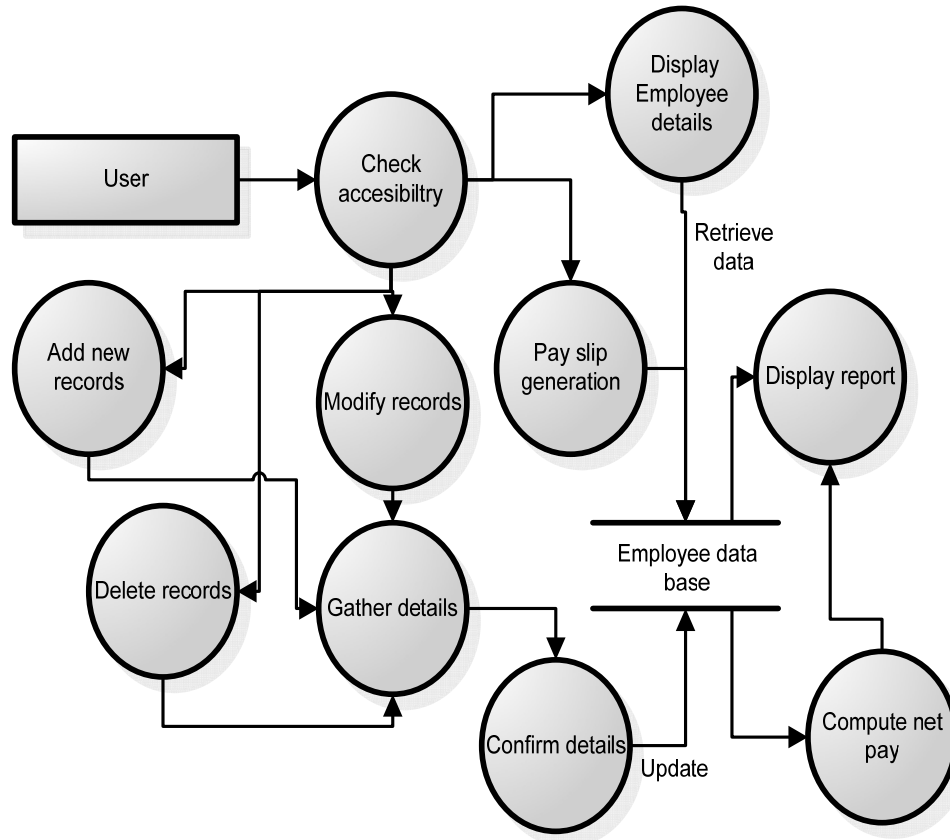 Display
Employee
details
User
Check
accesibiltry
Retrieve
data
Add new
records
Modify records
Pay slip
generation
Display report
Delete records
Gather details
Employee data
base
Confirm details
Update
Compute net
pay